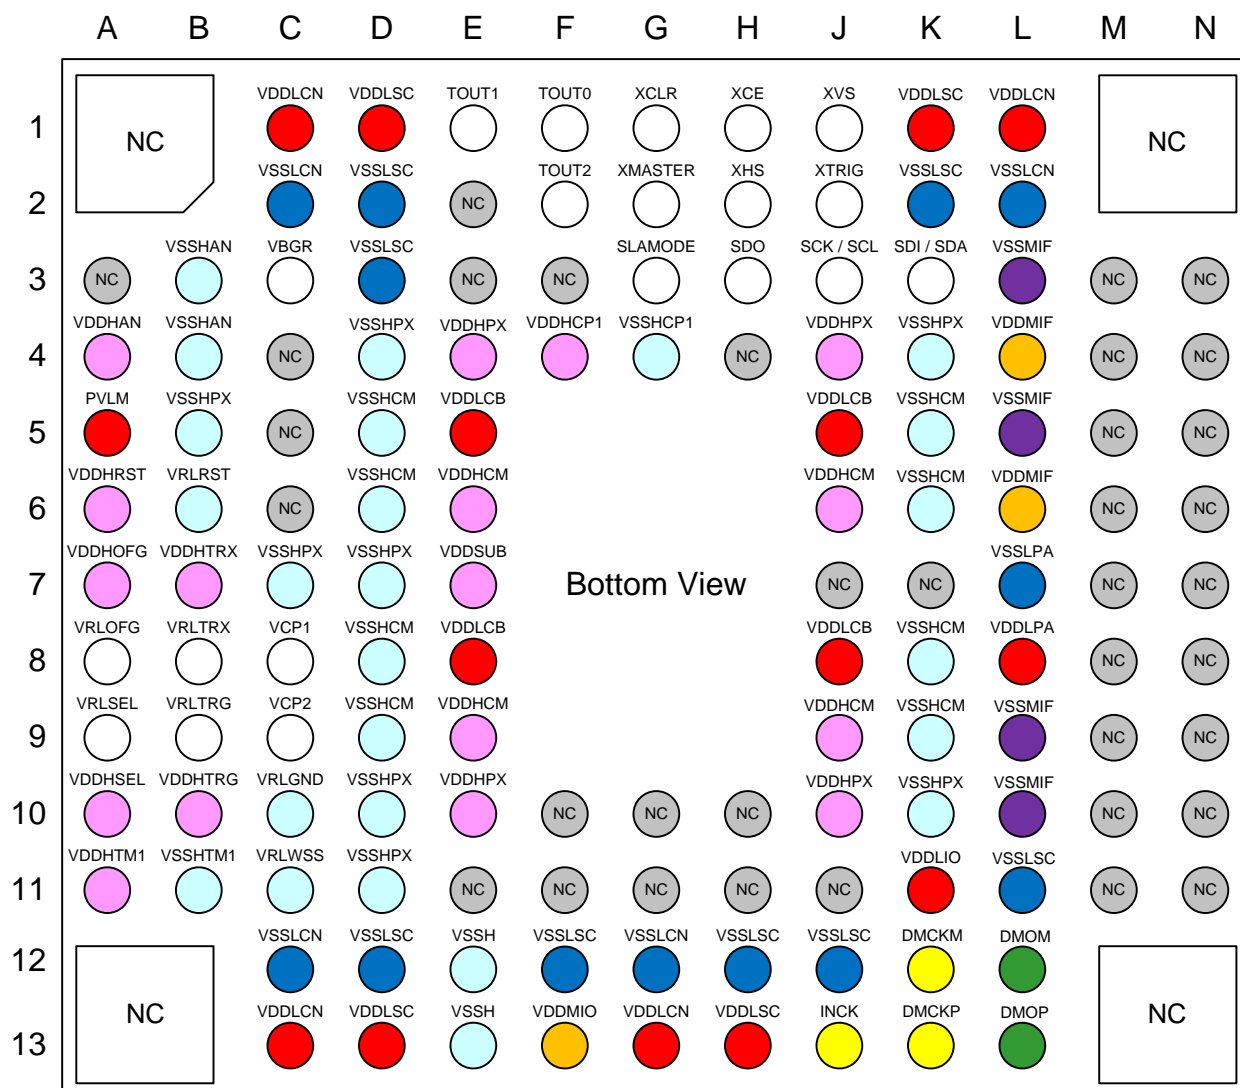 A B C D E F G H J K L M N
VDDLCN VDDLSC TOUT1 TOUT0 XCLR XCE XVS VDDLSC VDDLCN
1 NC NC
VSSLCN VSSLSC TOUT2 XMASTER XHS XTRIG VSSLSC VSSLCN
2 NC
VSSHAN VBGR VSSLSC SLAMODE SDO SCK / SCL SDI / SDA VSSMIF
3 NC NC NC NC NC
VDDHAN VSSHAN VSSHPX VDDHPX VDDHCP1 VSSHCP1 VDDHPX VSSHPX VDDMIF
4 NC NC NC NC
PVLM VSSHPX VSSHCM VDDLCB VDDLCB VSSHCM VSSMIF
5 NC NC NC
VDDHRST VRLRST VSSHCM VDDHCM VDDHCM VSSHCM VDDMIF
6 NC NC NC
VDDHOFG VDDHTRX VSSHPX VSSHPX VDDSUB VSSLPA
7 Bottom View NC NC NC NC
VRLOFG VRLTRX VCP1 VSSHCM VDDLCB VDDLCB VSSHCM VDDLPA
8 NC NC
VRLSEL VRLTRG VCP2 VSSHCM VDDHCM VDDHCM VSSHCM VSSMIF
9 NC NC
VDDHSEL VDDHTRG VRLGND VSSHPX VDDHPX VDDHPX VSSHPX VSSMIF
10 NC NC NC NC NC
VDDHTM1 VSSHTM1 VRLWSS VSSHPX VDDLIO VSSLSC
11 NC NC NC NC NC NC NC
VSSLCN VSSLSC VSSH VSSLSC VSSLCN VSSLSC VSSLSC DMCKM DMOM
12
NC VDDLCN VDDLSC VSSH VDDMIO VDDLCN VDDLSC INCK DMCKP DMOP NC
13